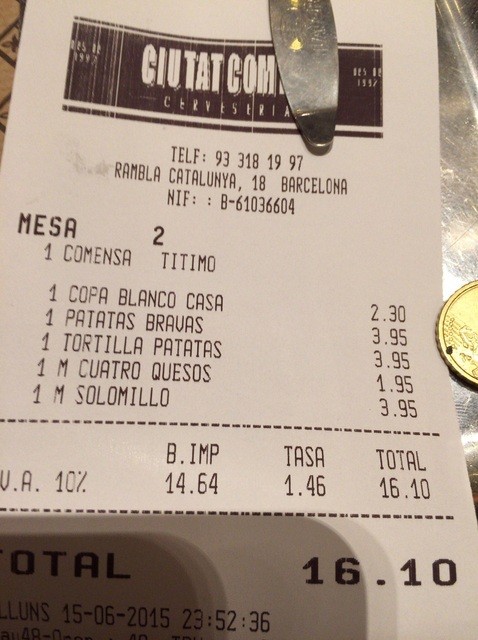 CIUTAT COM
CERVESERIA
DES DE 1992
TELF: 93 318 19 97
RAMBLA CATALUNYA, 18 BARCELONA
NIF: : B-61036604
MESA 2
1 COMENSA TITIMO
1 COPA BLANCO CASA 2.30
1 PATATAS BRAVAS 3.95
1 TORTILLA PATATAS 3.95
1 M CUATRO QUESOS 1.95
1 M SOLOMILLO 3.95
B.IMP TASA TOTAL
V.A. 10% 14.64 1.46 16.10
OTAL 16.10
LLUNS 15-06-2015 23:52:36